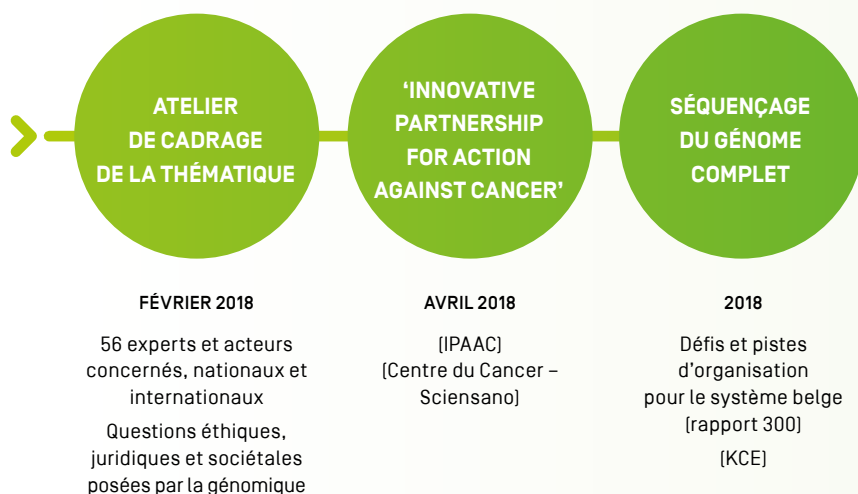 ATELIER
DE CADRAGE
DE LA THÉMATIQUE
FÉVRIER 2018
56 experts et acteurs
concernés, nationaux et
internationaux
Questions éthiques,
juridiques et sociétales
posées par la génomique
‘INNOVATIVE
PARTNERSHIP
FOR ACTION
AGAINST CANCER’
AVRIL 2018
(IPAAC)
(Centre du Cancer –
Sciensano)
SÉQUENÇAGE
DU GÉNOME
COMPLET
2018
Défis et pistes
d’organisation
pour le système belge
(rapport 300)
(KCE)